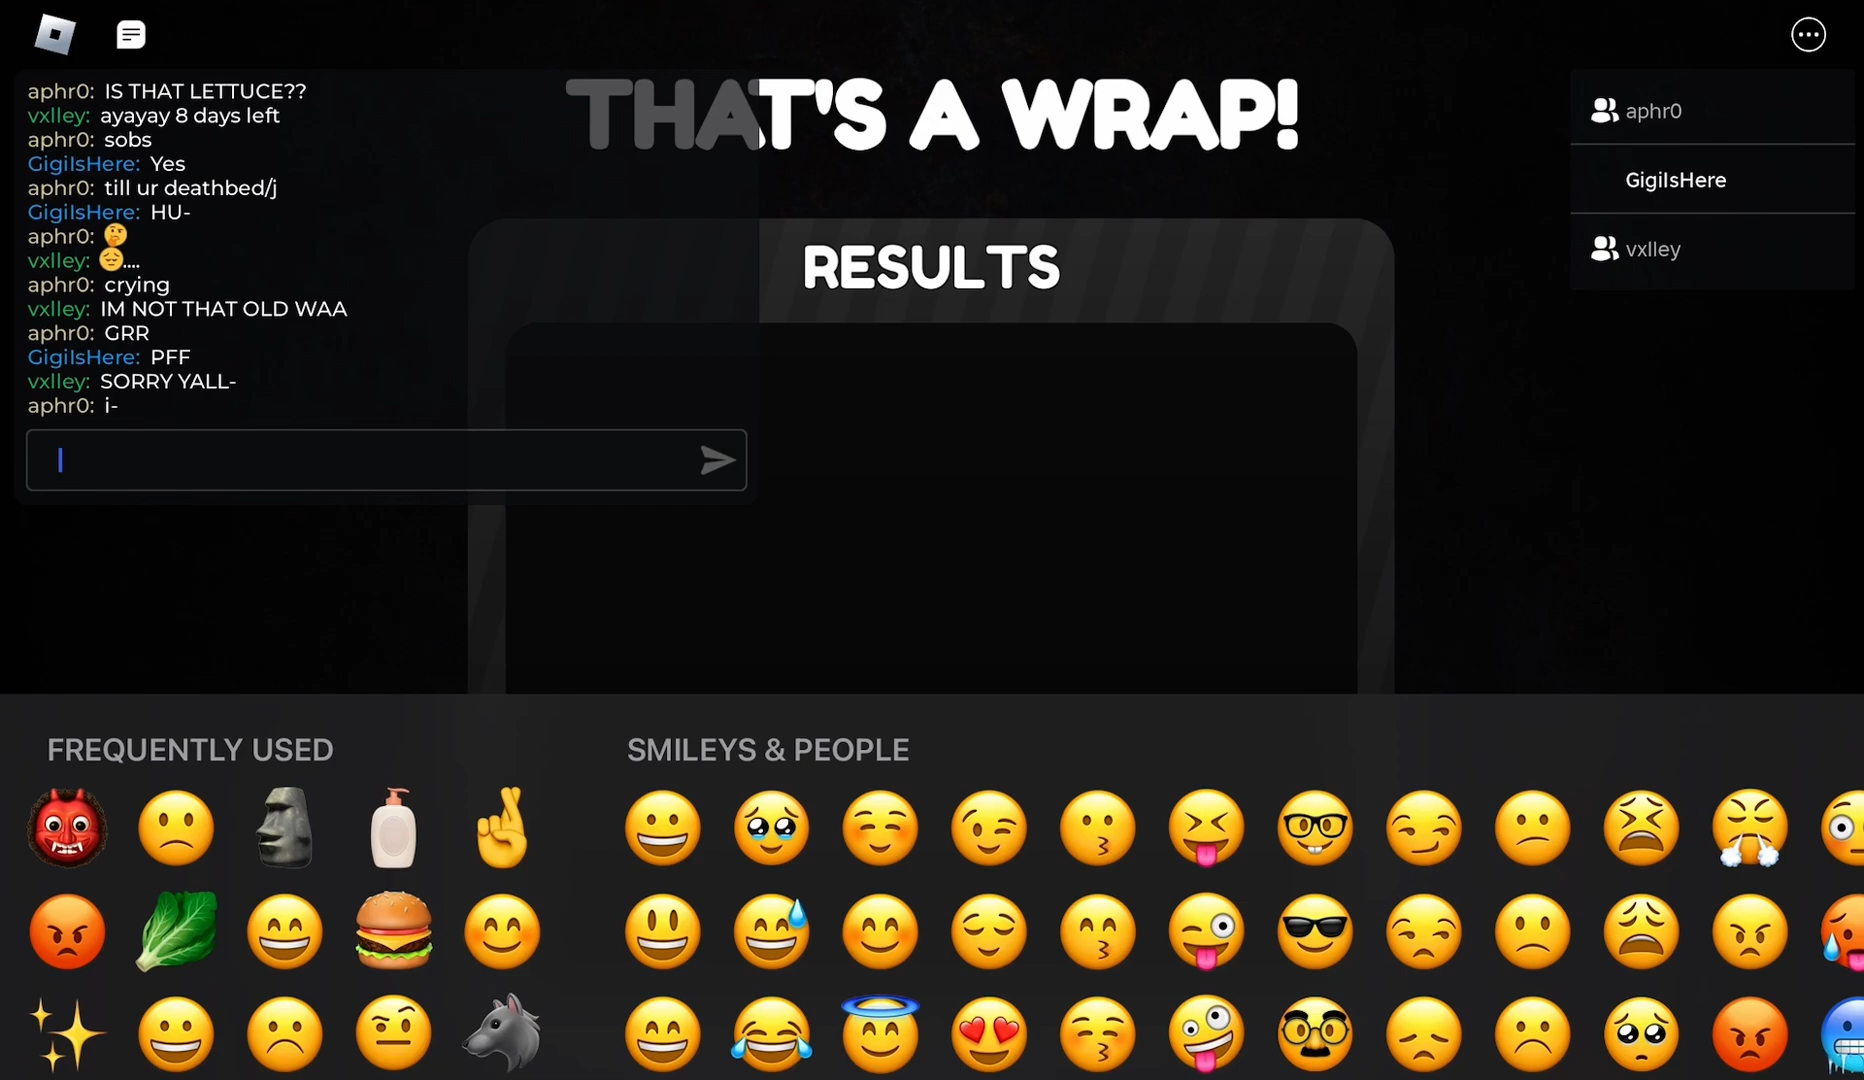 aphr0: IS THAT LETTUCE??
vxlley: ayayay 8 days left
aphr0: sobs
GigiIsHere: Yes
aphr0: till ur deathbed/j
GigiIsHere: HU-
aphr0: 🤔
vxlley: 😔....
aphr0: crying
vxlley: IM NOT THAT OLD WAA
aphr0: GRR
GigiIsHere: PFF
vxlley: SORRY YALL-
aphr0: i-
THAT'S A WRAP!
RESULTS
aphr0
GigiIsHere
vxlley
FREQUENTLY USED
SMILEYS & PEOPLE